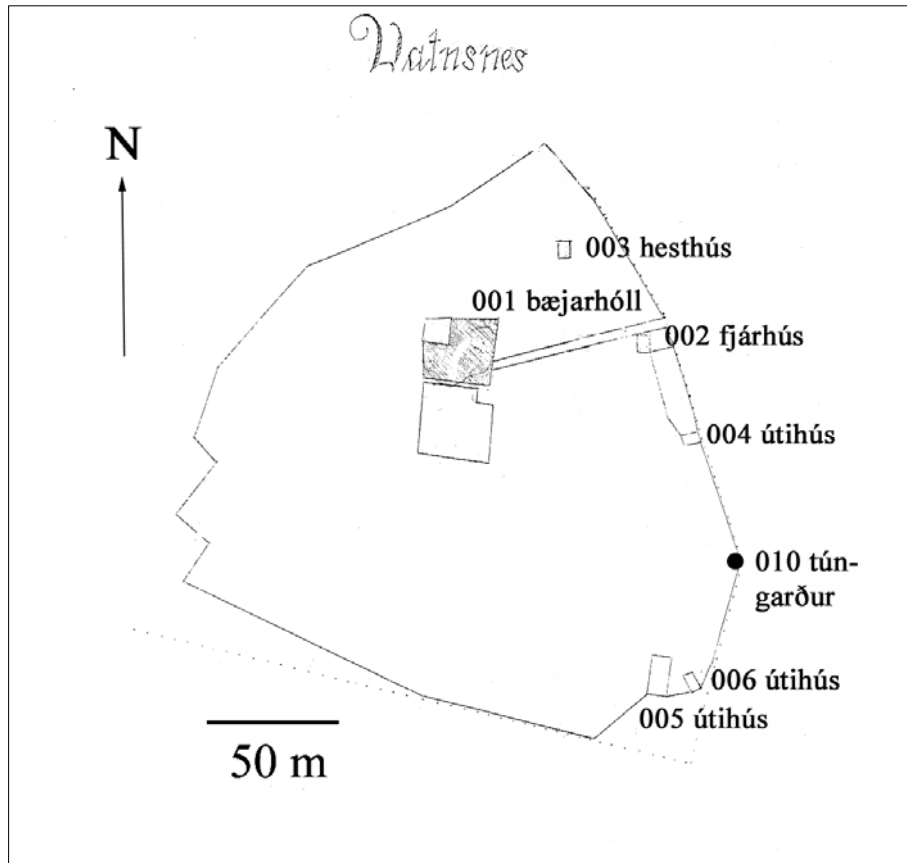 Vatnsnes
N
003 hesthús
001 bæjarhóll
002 fjárhús
004 útihús
010 tún-
garður
006 útihús
005 útihús
50 m